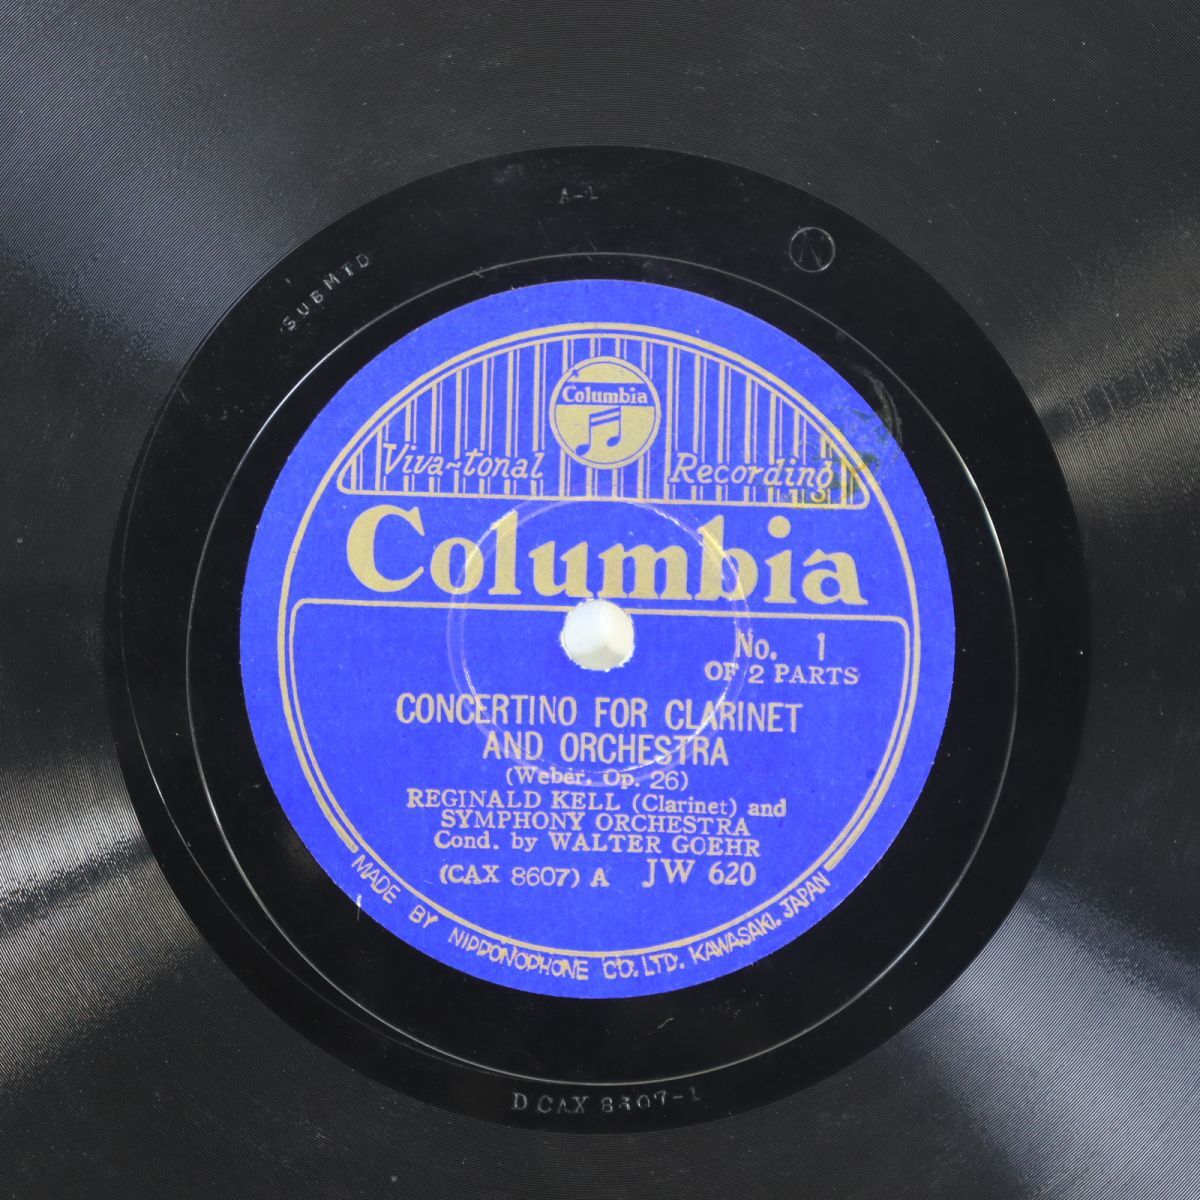 A-1
N
SUBMTD
Columbia
Viva-tonal Recording
Columbia
No. 1
OF 2 PARTS
CONCERTINO FOR CLARINET
AND ORCHESTRA
(Weber. Op. 26)
REGINALD KELL (Clarinet) and
SYMPHONY ORCHESTRA
Cond. by WALTER GOEHR
(CAX 8607) A JW 620
MADE BY NIPPONOPHONE CO. LTD. KAWASAKI. JAPAN
D CAX 8607-1